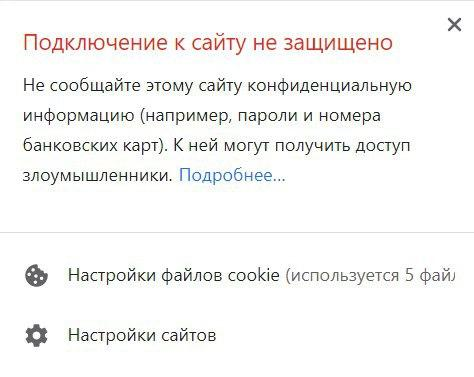 Подключение к сайту не защищено
Не сообщайте этому сайту конфиденциальную
информацию (например, пароли и номера
банковских карт). К ней могут получить доступ
злоумышленники. Подробнее...
Настройки файлов cookie (используется 5
Настройки сайтов